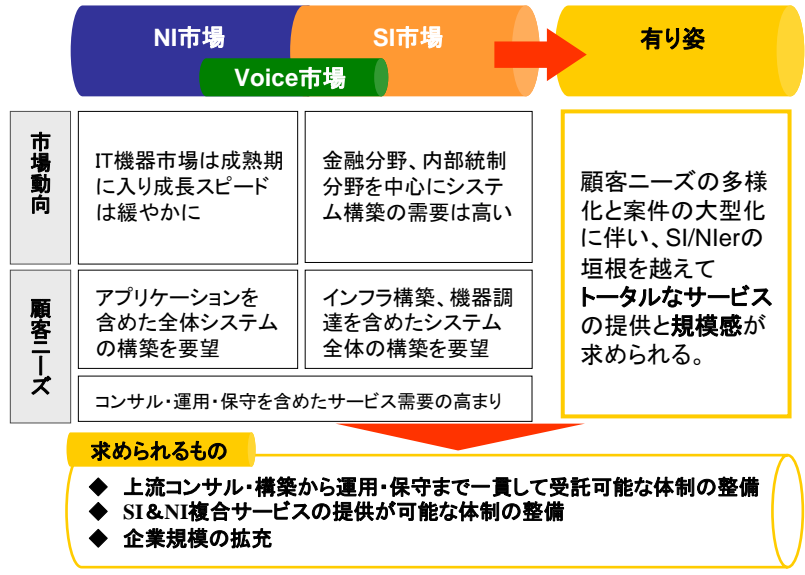 NI市場
SI市場
有り姿
Voice市場
市場動向
IT機器市場は成熟期
に入り成長スピード
は緩やかに
金融分野、内部統制
分野を中心にシステ
ム構築の需要は高い
顧客ニーズの多様
化と案件の大型化
に伴い、SI/NIerの
垣根を越えて
トータルなサービス
の提供と規模感が
求められる。
顧客ニーズ
アプリケーションを
含めた全体システム
の構築を要望
インフラ構築、機器調
達を含めたシステム
全体の構築を要望
コンサル・運用・保守を含めたサービス需要の高まり
求められるもの
◆ 上流コンサル・構築から運用・保守まで一貫して受託可能な体制の整備
◆ SI&NI複合サービスの提供が可能な体制の整備
◆ 企業規模の拡充